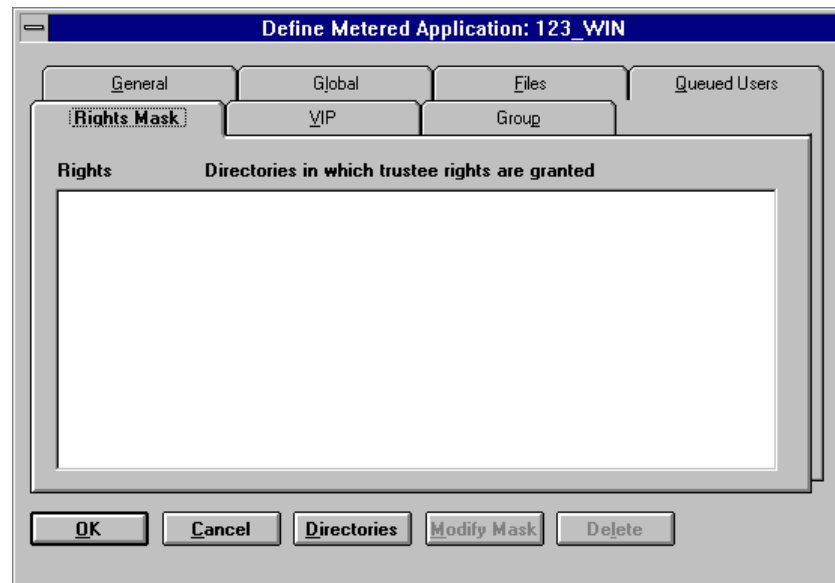 Define Metered Application: 123_WIN
General Global Files Queued Users
Rights Mask VIP Group
Rights Directories in which trustee rights are granted
OK Cancel Directories Modify Mask Delete